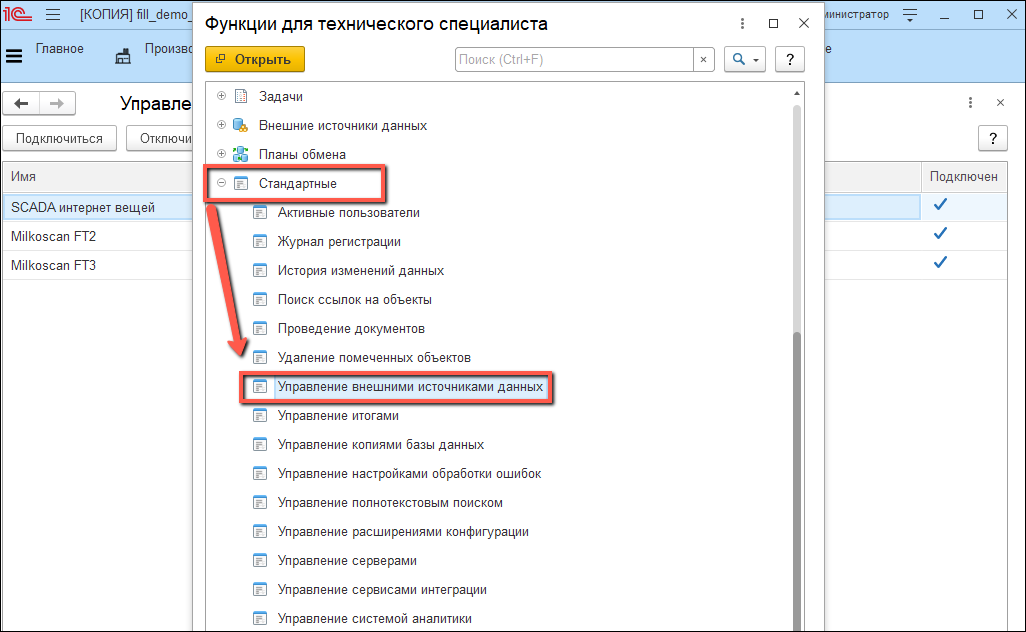 1С [КОПИЯ] fill_demo_
министратор
Главное
Произво
е
Управле
Подключиться
Отключи
?
Имя
Подключен
SCADA интернет вещей
Milkoscan FT2
Milkoscan FT3
Функции для технического специалиста
Открыть
Поиск (Ctrl+F)
×
?
Задачи
Внешние источники данных
Планы обмена
Стандартные
Активные пользователи
Журнал регистрации
История изменений данных
Поиск ссылок на объекты
Проведение документов
Удаление помеченных объектов
Управление внешними источниками данных
Управление итогами
Управление копиями базы данных
Управление настройками обработки ошибок
Управление полнотекстовым поиском
Управление расширениями конфигурации
Управление серверами
Управление сервисами интеграции
Управление системой аналитики